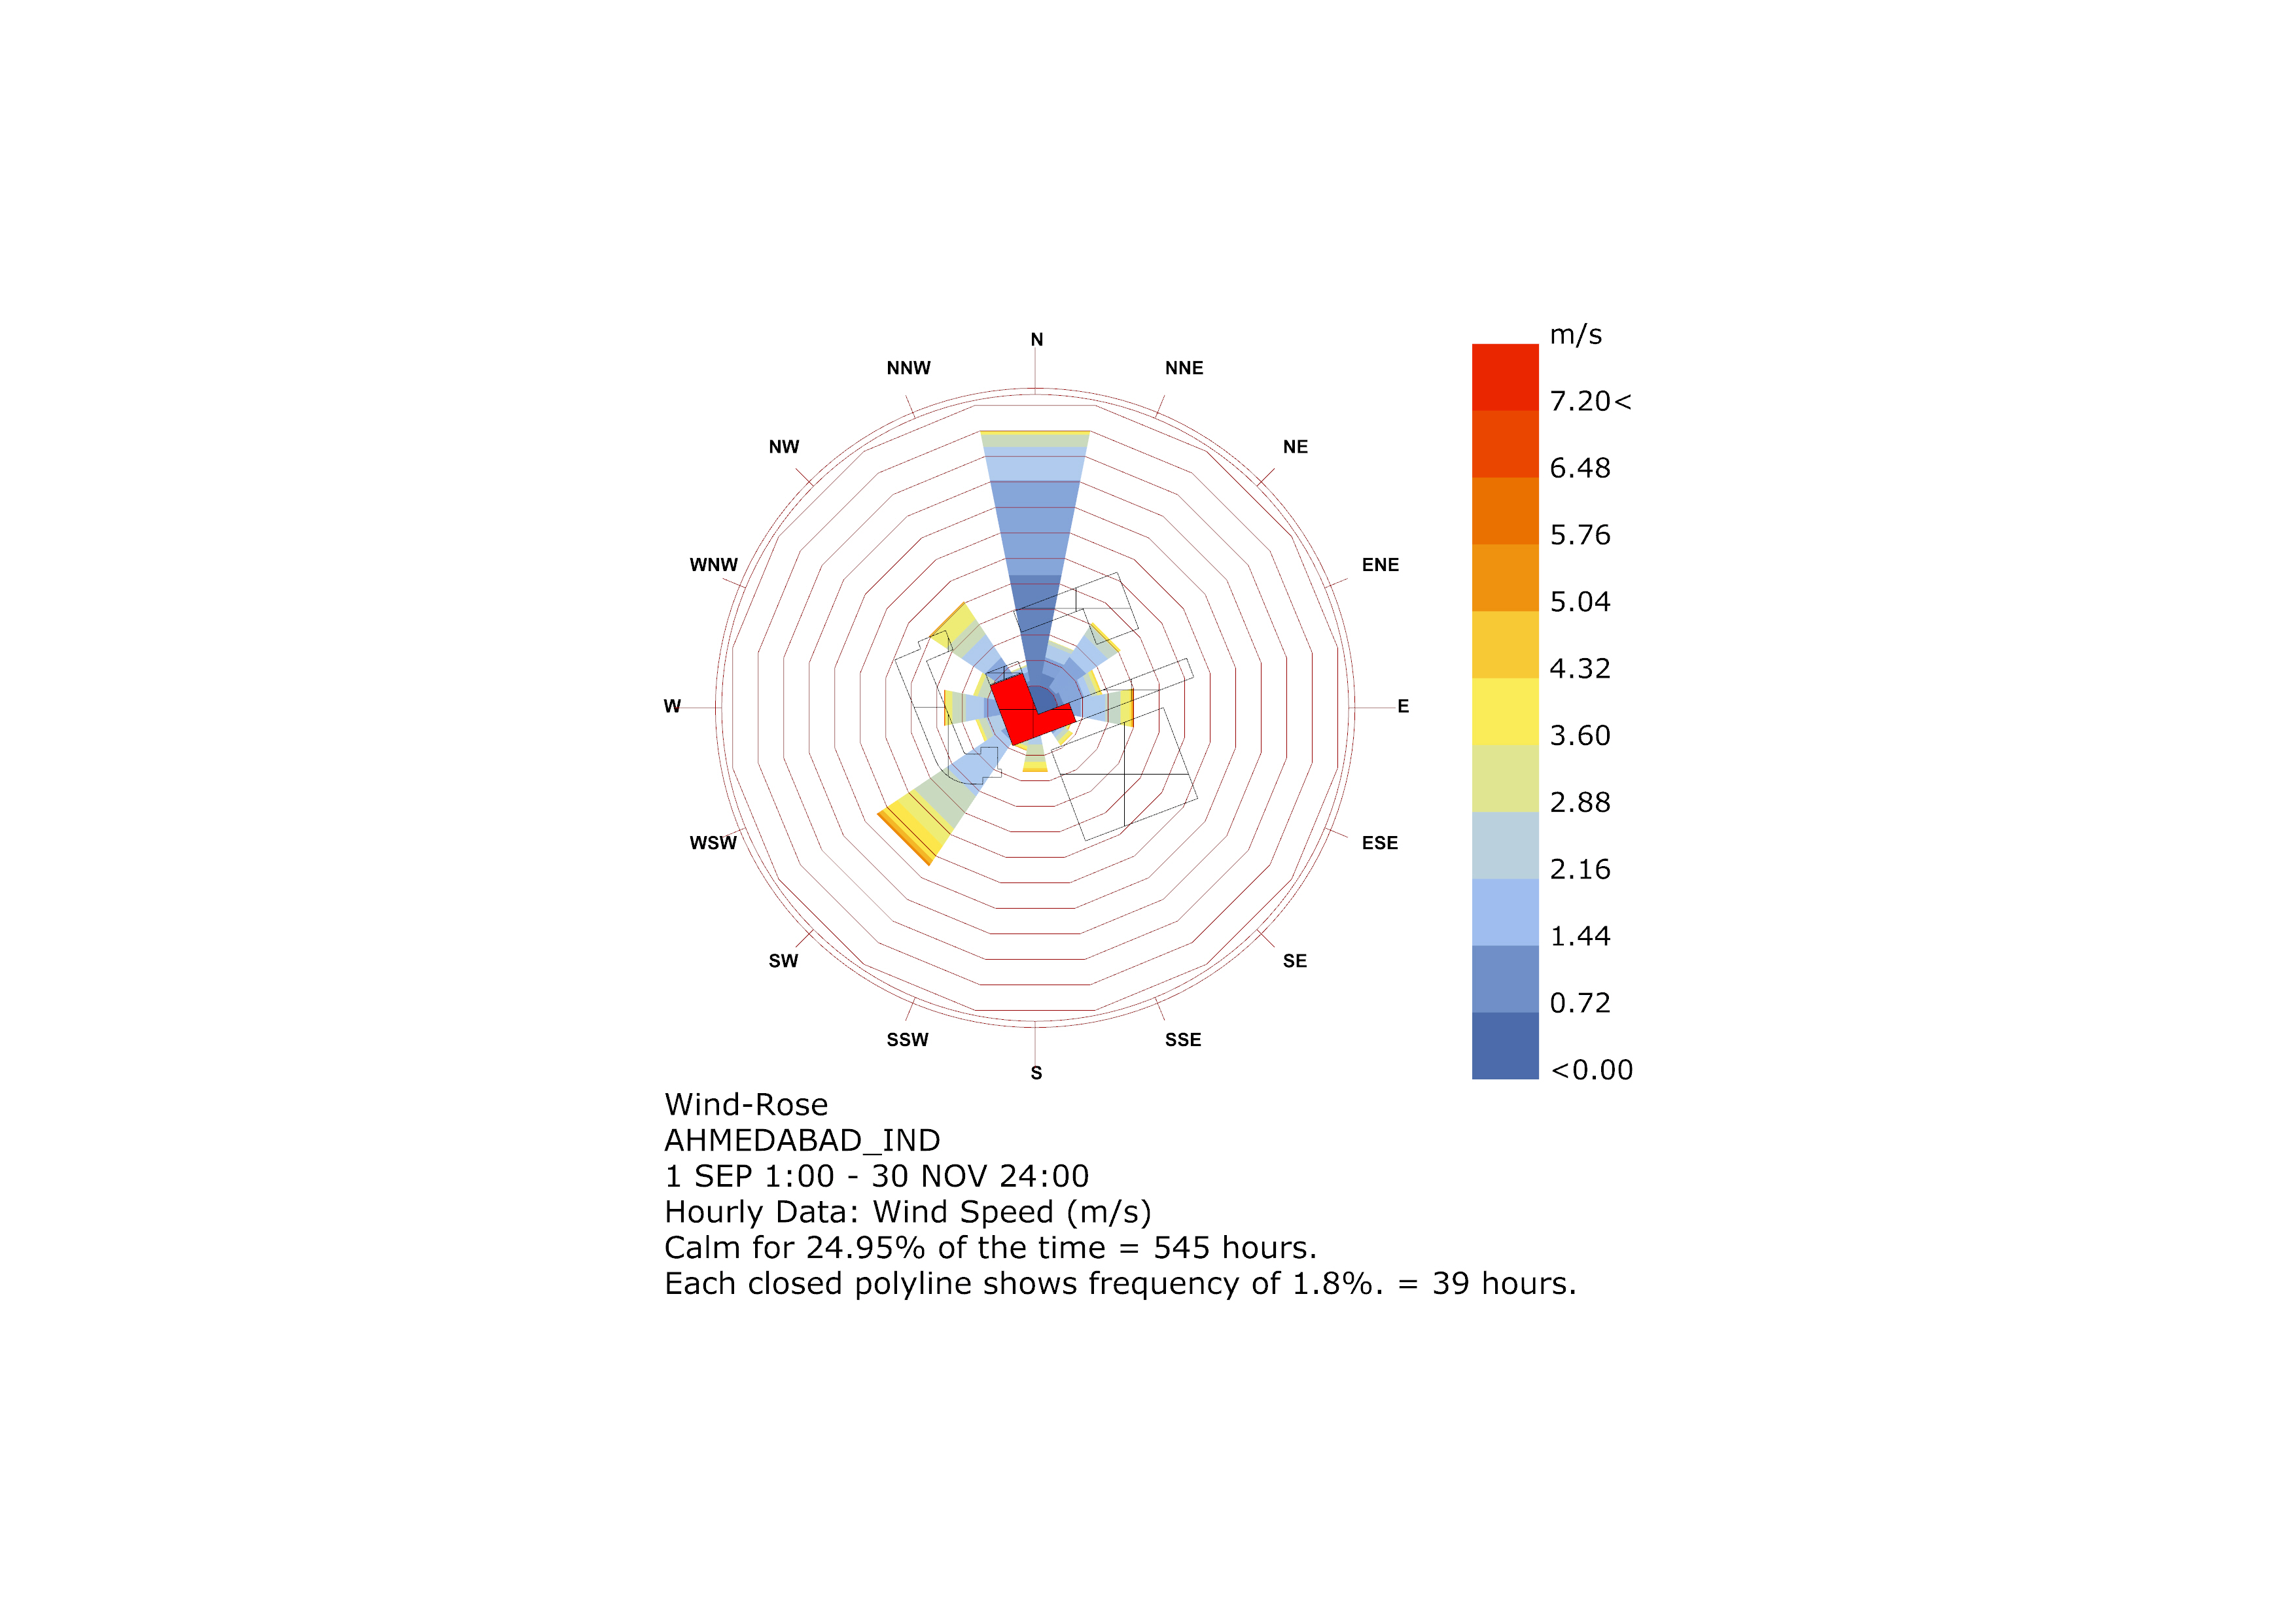 N
NNW
NNE
NW
NE
WNW
ENE
W
E
WSW
ESE
SW
SE
SSW
SSE
S
m/s
7.20<
6.48
5.76
5.04
4.32
3.60
2.88
2.16
1.44
0.72
<0.00
Wind-Rose
AHMEDABAD_IND
1 SEP 1:00 - 30 NOV 24:00
Hourly Data: Wind Speed (m/s)
Calm for 24.95% of the time = 545 hours.
Each closed polyline shows frequency of 1.8%. = 39 hours.